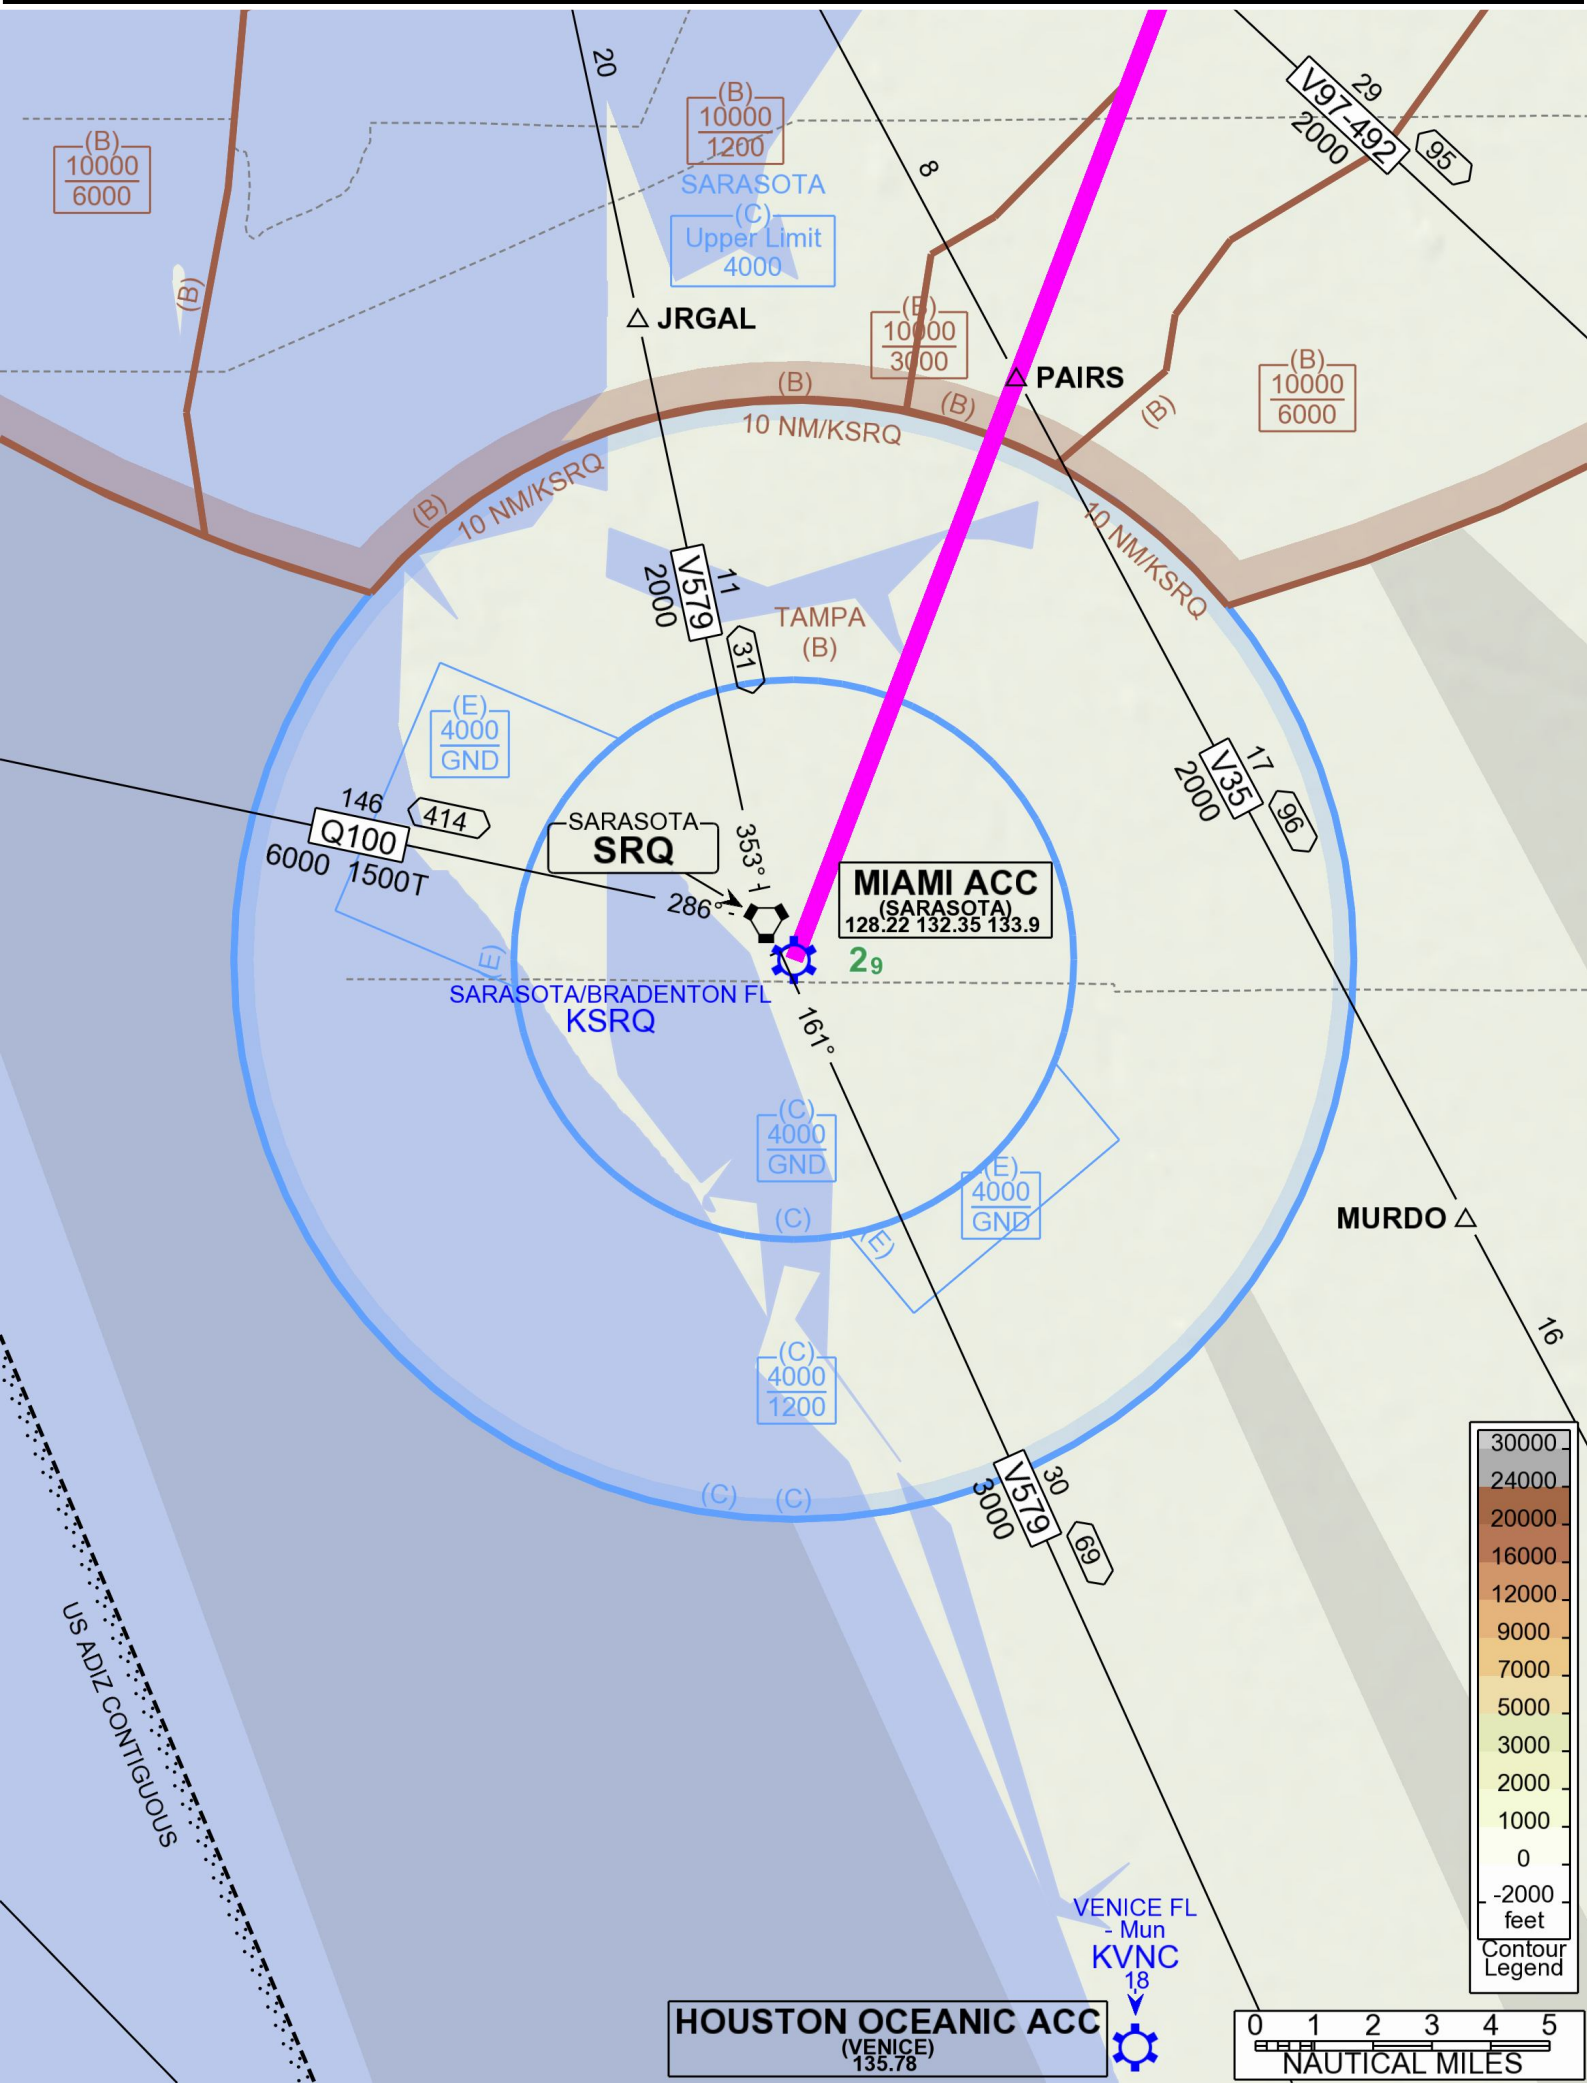 20
8
29
V97-492
2000
95
(B)
10000
1200
(B)
10000
6000
SARASOTA
(C)
Upper Limit
4000
(B)
JRGAL
(B)
10000
3000
PAIRS
(B)
10000
6000
(B)
(B)
(B)
10 NM/KSRQ
(B)
10 NM/KSRQ
(B)
10 NM/KSRQ
V579
11
2000
31
TAMPA
(B)
(E)
4000
GND
V35
17
2000
96
146
Q100
414
6000 1500T
SARASOTA
SRQ
353°
286°
MIAMI ACC
(SARASOTA)
128.22 132.35 133.9
29
(E)
SARASOTA/BRADENTON FL
KSRQ
161°
(C)
4000
GND
(C)
(E)
4000
GND
(E)
MURDO
16
(C)
4000
1200
(C)
(C)
V579
30
3000
69
US ADIZ CONTIGUOUS
30000
24000
20000
16000
12000
9000
7000
5000
3000
2000
1000
0
-2000
feet
Contour
Legend
VENICE FL
- Mun
KVNC
18
HOUSTON OCEANIC ACC
(VENICE)
135.78
0 1 2 3 4 5
NAUTICAL MILES